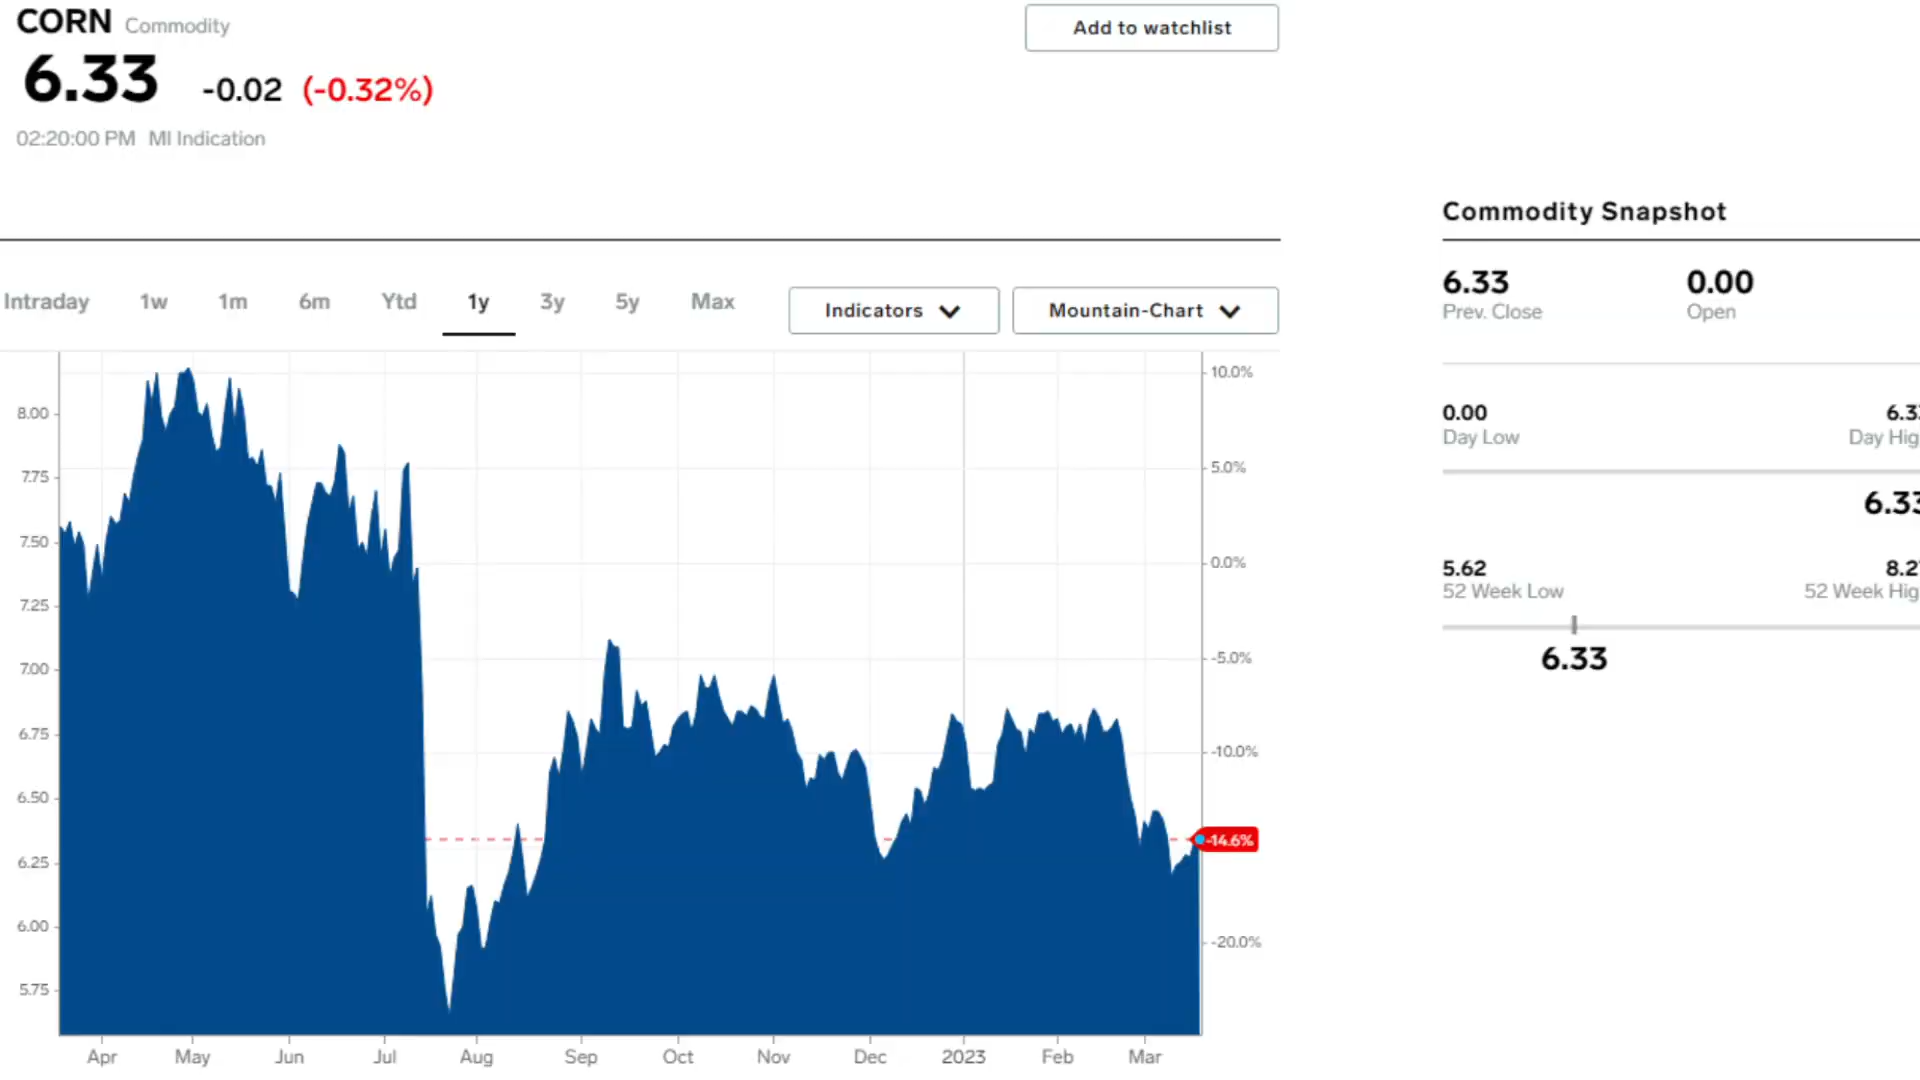 CORN Commodity
Add to watchlist
6.33 -0.02 (-0.32%)
02:20:00 PM MI Indication
Commodity Snapshot
6.33 0.00
Prev. Close Open
Intraday 1w 1m 6m Ytd 1y 3y 5y Max Indicators Mountain-Chart
0.00 6.33
Day Low Day Hig
6.33
5.62 8.2
52 Week Low 52 Week Hig
6.33
8.00
7.75
7.50
7.25
7.00
6.75
6.50
6.25
6.00
5.75
10.0%
5.0%
0.0%
-5.0%
-10.0%
-14.6%
-20.0%
Apr May Jun Jul Aug Sep Oct Nov Dec 2023 Feb Mar